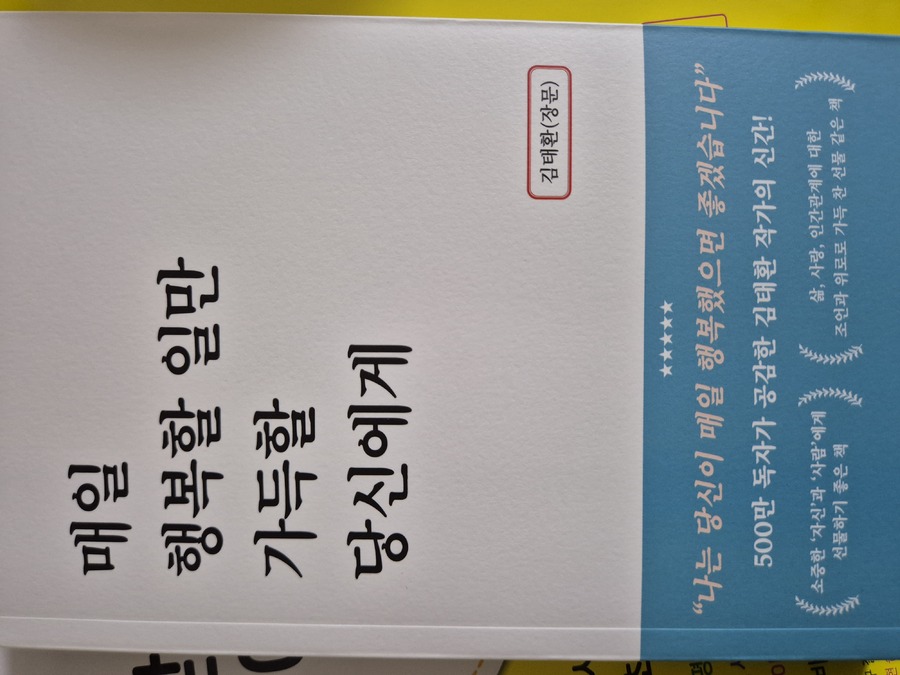 매일
행복할 일만
가득할
당신에게
김태환(장문)
★★★★★
“나는 당신이 매일 행복했으면 좋겠습니다”
500만 독자가 공감한 김태환 작가의 신간!
소중한 ‘자신’과 ‘사람’에게
선물하기 좋은 책
삶, 사랑, 인간관계에 대한
조언과 위로로 가득 찬 선물 같은 책